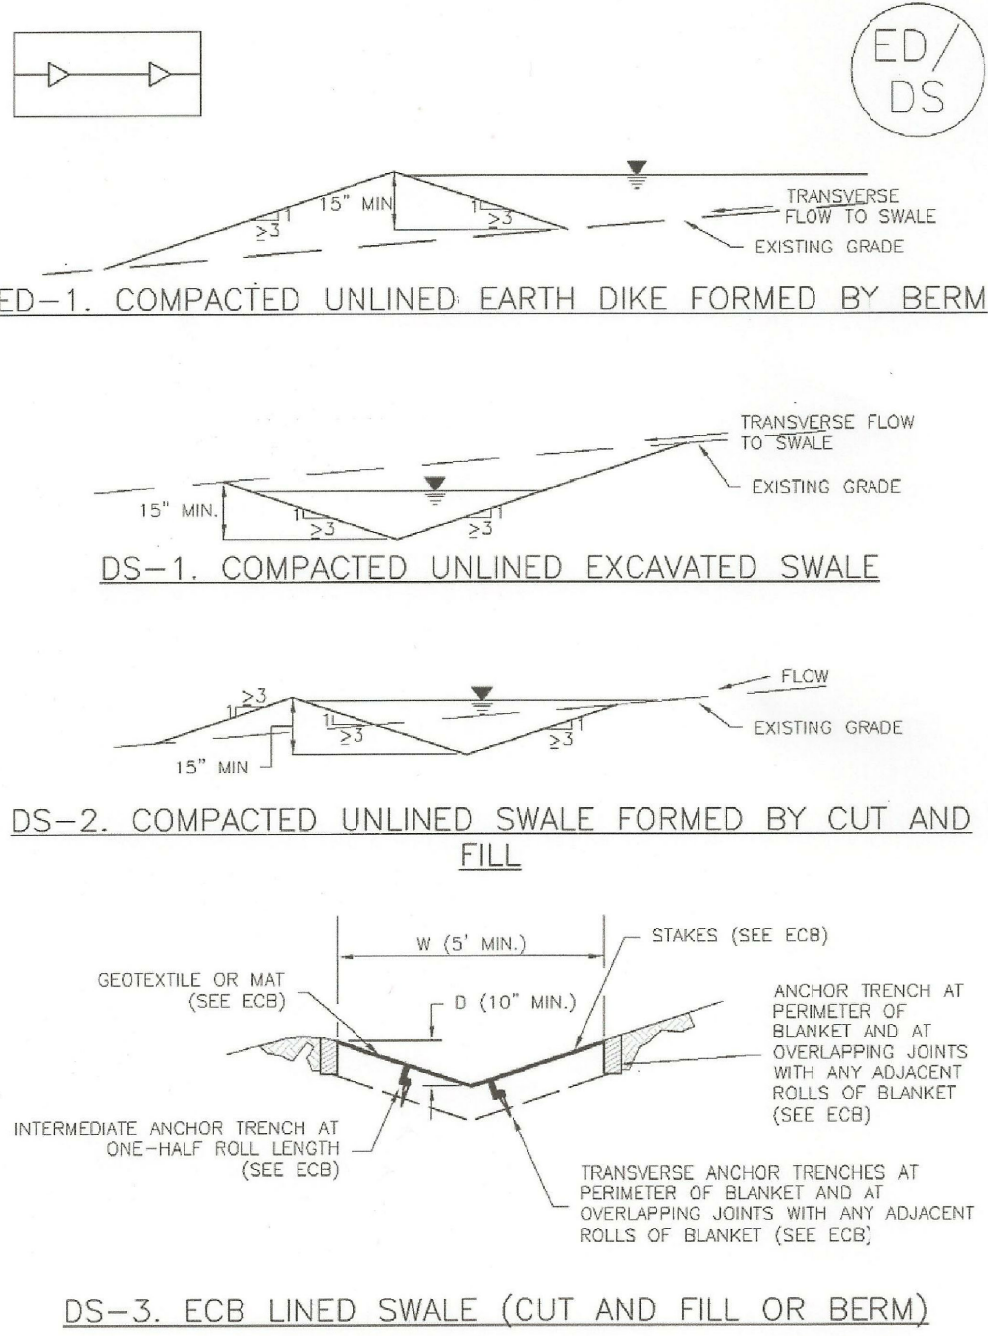 ED/
DS
15" MIN
1
≥3
1
≥3
TRANSVERSE
FLOW TO SWALE
EXISTING GRADE
ED-1. COMPACTED UNLINED EARTH DIKE FORMED BY BERM
TRANSVERSE FLOW
TO SWALE
EXISTING GRADE
15" MIN.
1
≥3
1
≥3
DS-1. COMPACTED UNLINED EXCAVATED SWALE
≥3
1
FLOW
1
≥3
1
≥3
EXISTING GRADE
15" MIN
DS-2. COMPACTED UNLINED SWALE FORMED BY CUT AND
FILL
W (5' MIN.)
STAKES (SEE ECB)
GEOTEXTILE OR MAT
(SEE ECB)
D (10" MIN.)
ANCHOR TRENCH AT
PERIMETER OF
BLANKET AND AT
OVERLAPPING JOINTS
WITH ANY ADJACENT
ROLLS OF BLANKET
(SEE ECB)
INTERMEDIATE ANCHOR TRENCH AT
ONE-HALF ROLL LENGTH
(SEE ECB)
TRANSVERSE ANCHOR TRENCHES AT
PERIMETER OF BLANKET AND AT
OVERLAPPING JOINTS WITH ANY ADJACENT
ROLLS OF BLANKET (SEE ECB)
DS-3. ECB LINED SWALE (CUT AND FILL OR BERM)